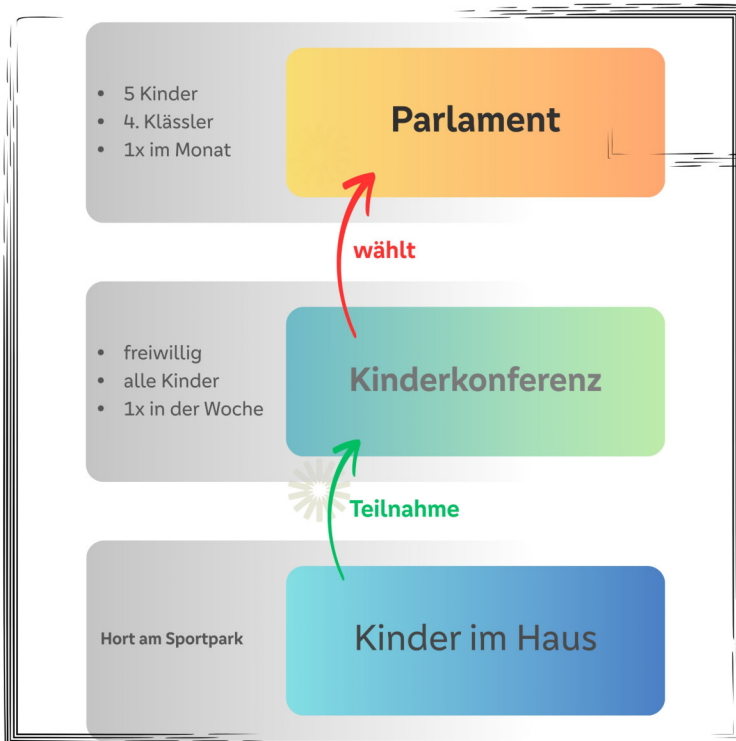 • 5 Kinder
• 4. Klässler
• 1x im Monat
Parlament
wählt
• freiwillig
• alle Kinder
• 1x in der Woche
Kinderkonferenz
Teilnahme
Hort am Sportpark
Kinder im Haus